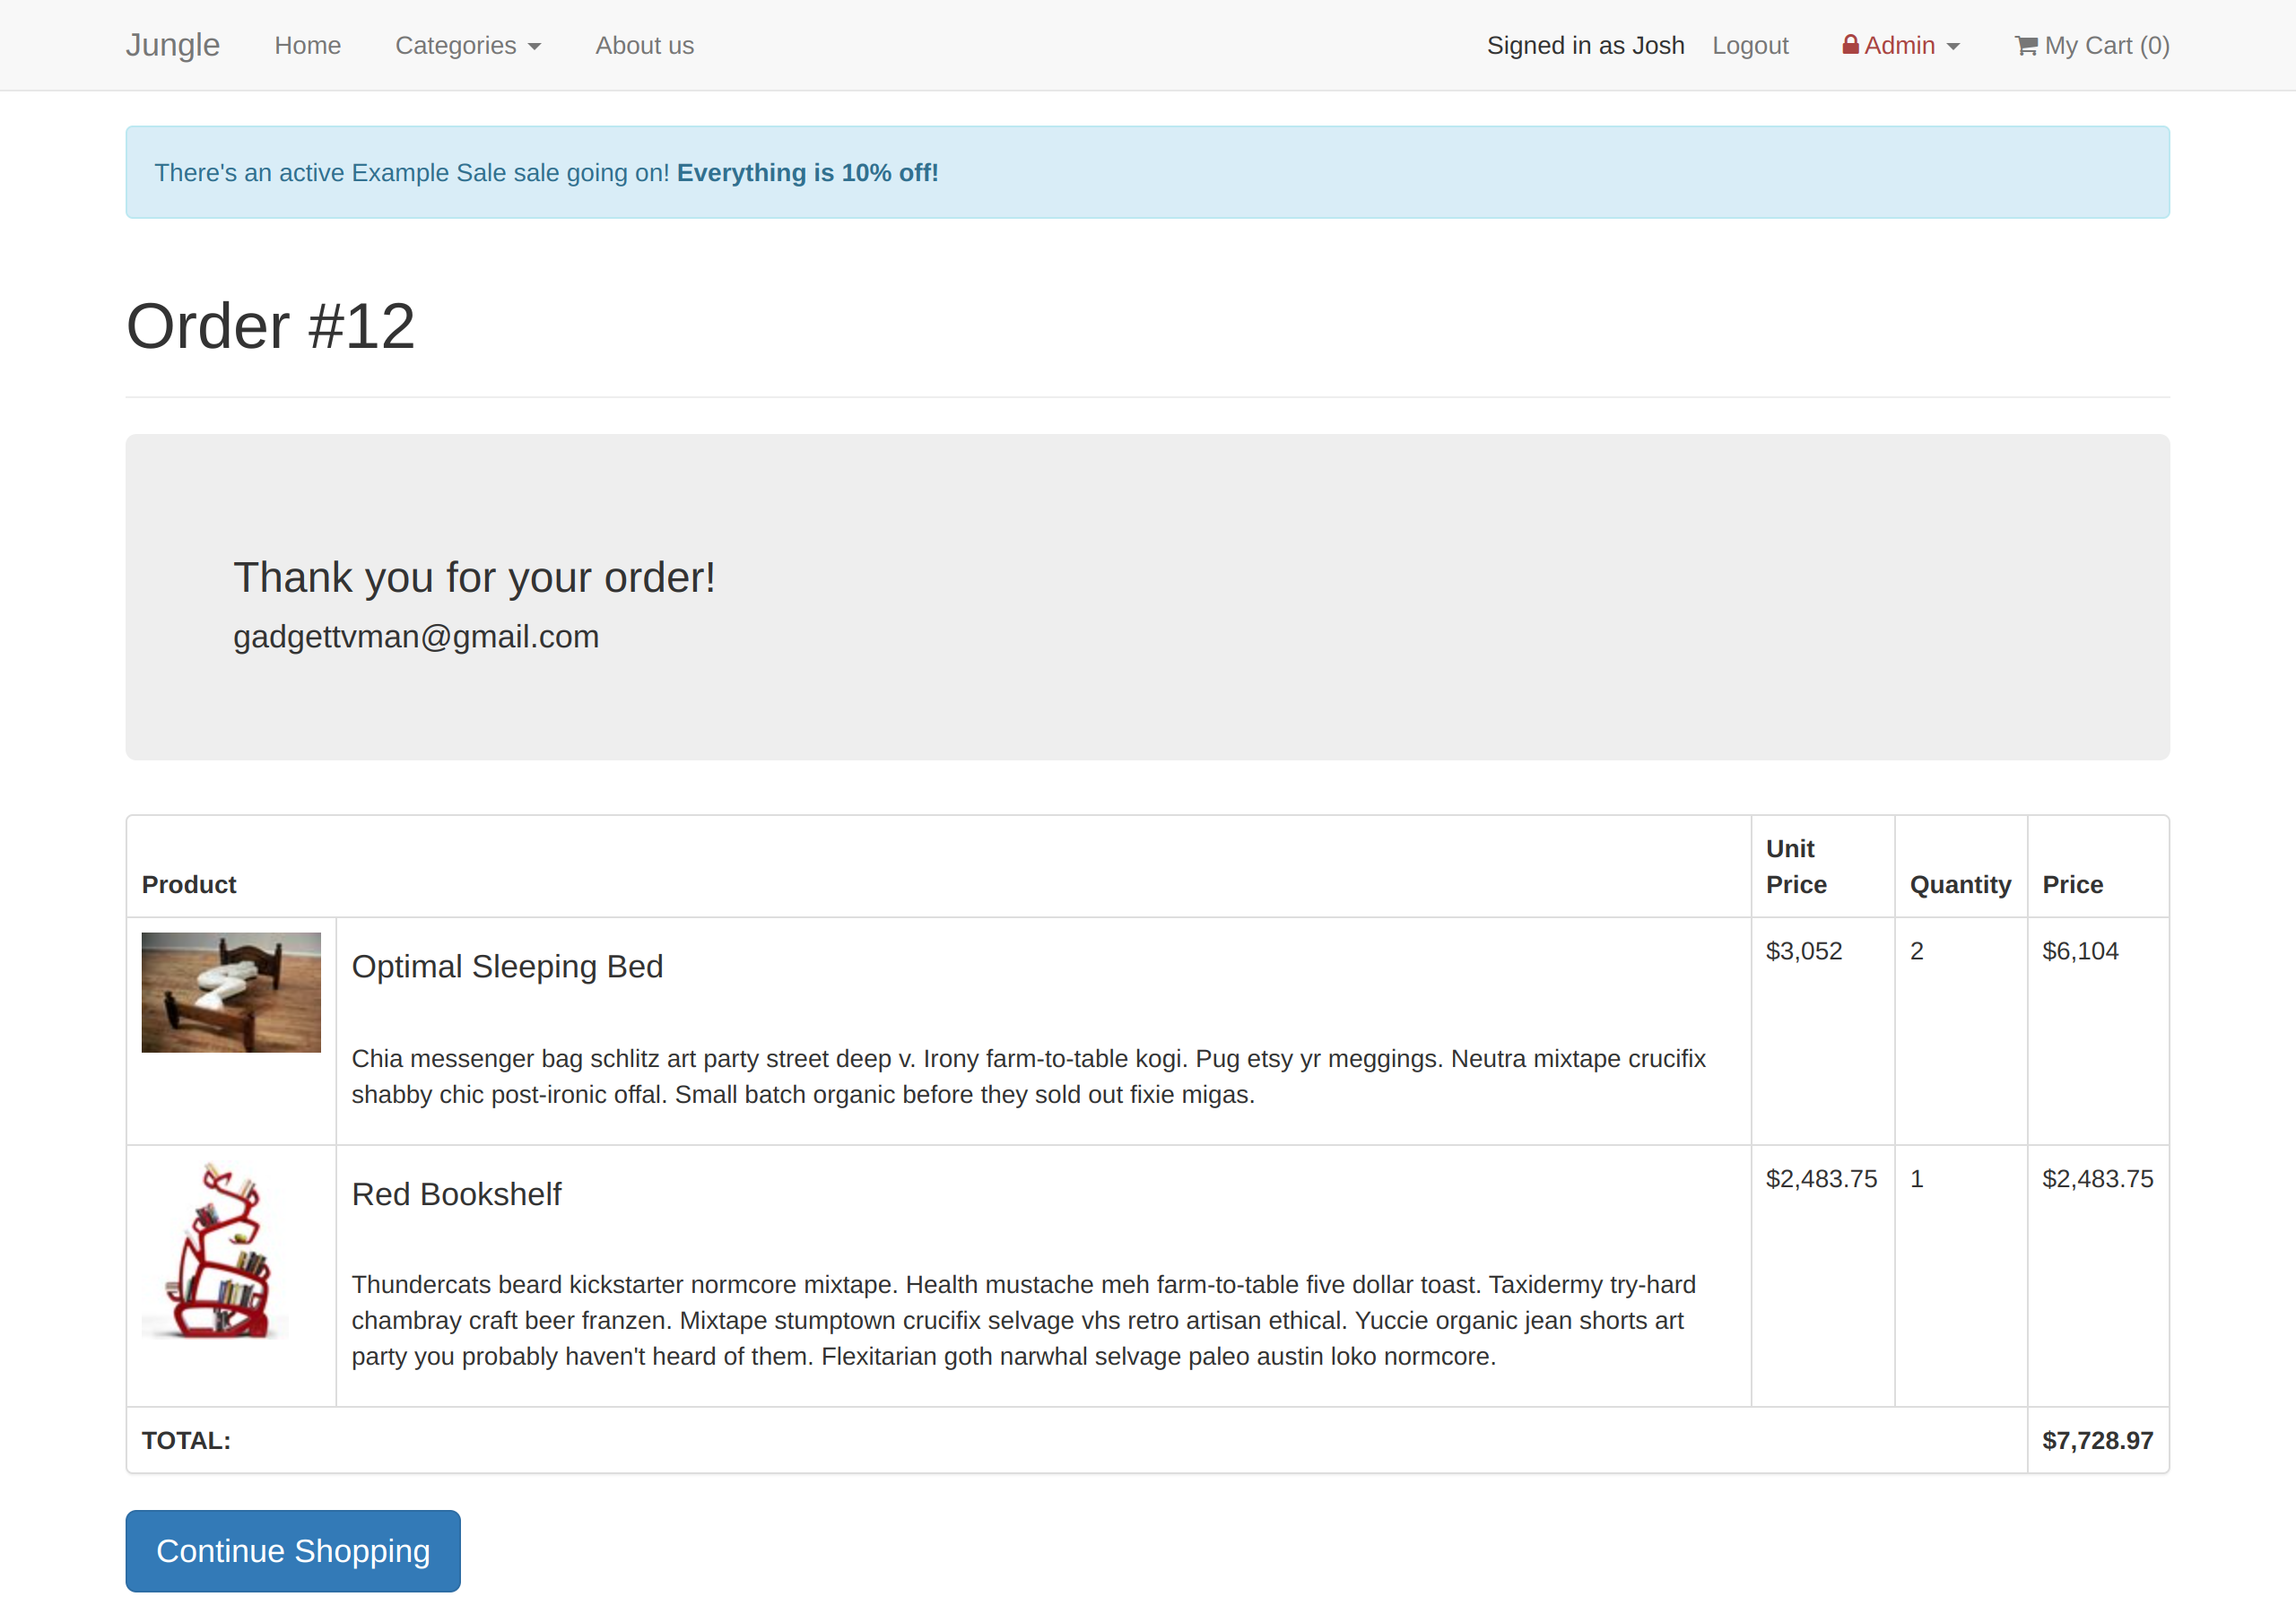 Jungle Home Categories About us Signed in as Josh Logout Admin My Cart (0)
There's an active Example Sale sale going on! Everything is 10% off!
Order #12
Thank you for your order!
gadgettvman@gmail.com
Product Unit Price Quantity Price
Optimal Sleeping Bed $3,052 2 $6,104
Chia messenger bag schlitz art party street deep v. Irony farm-to-table kogi. Pug etsy yr meggings. Neutra mixtape crucifix
shabby chic post-ironic offal. Small batch organic before they sold out fixie migas.
Red Bookshelf $2,483.75 1 $2,483.75
Thundercats beard kickstarter normcore mixtape. Health mustache meh farm-to-table five dollar toast. Taxidermy try-hard
chambray craft beer franzen. Mixtape stumptown crucifix selvage vhs retro artisan ethical. Yuccie organic jean shorts art
party you probably haven't heard of them. Flexitarian goth narwhal selvage paleo austin loko normcore.
TOTAL: $7,728.97
Continue Shopping